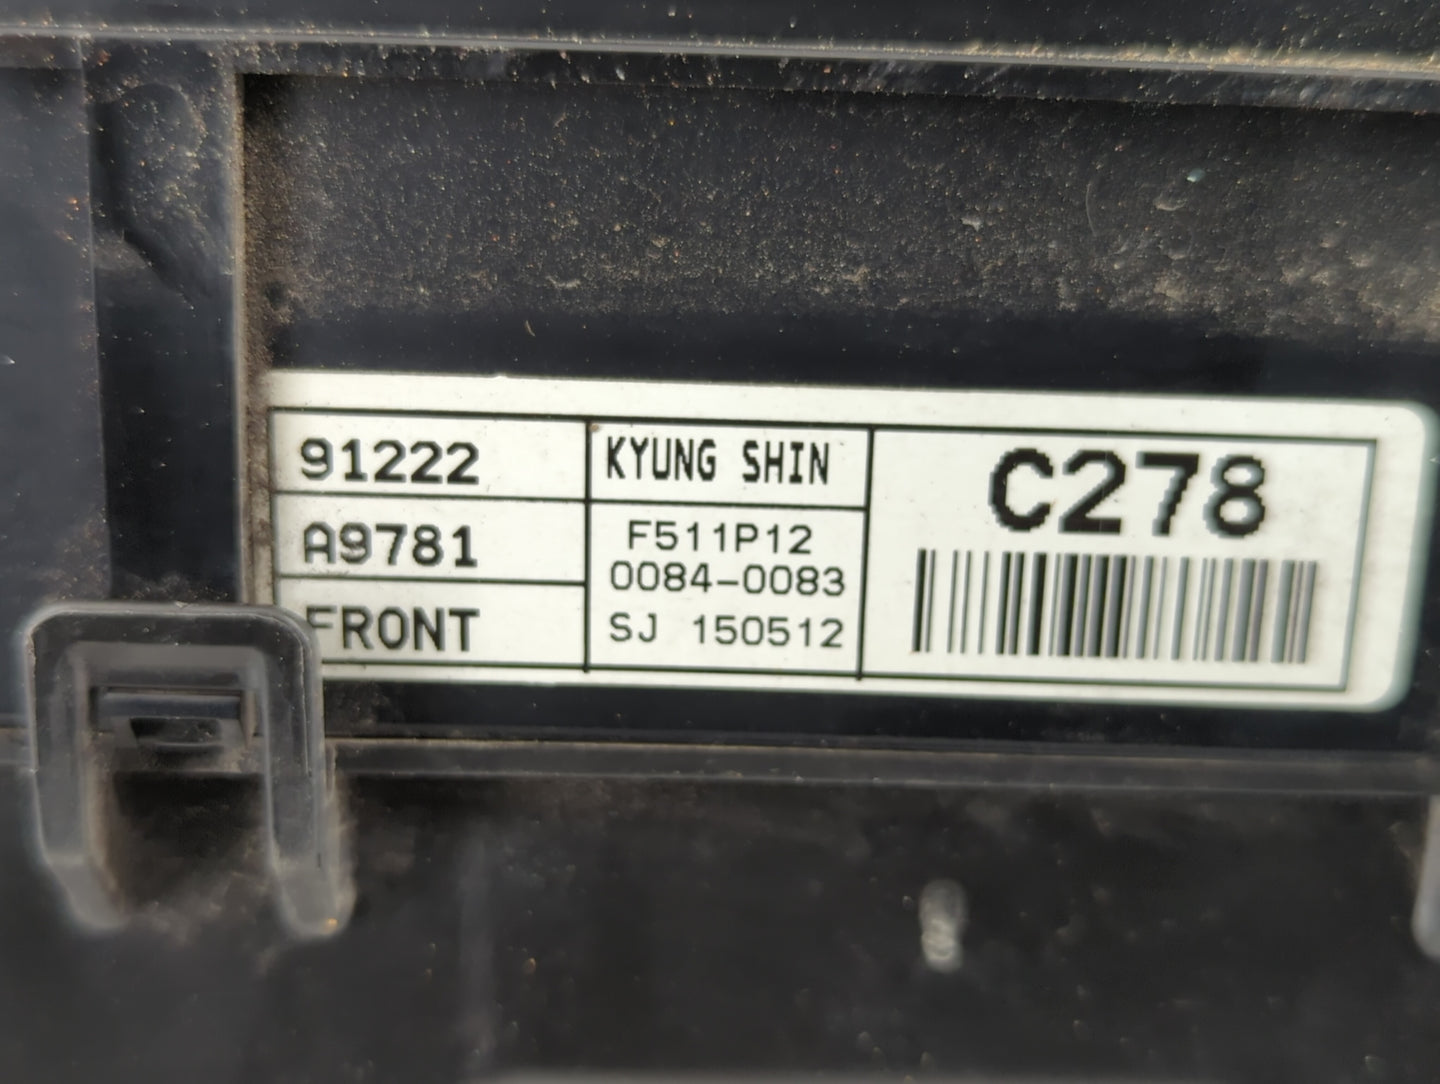 91222
A9781
FRONT
KYUNG SHIN
F511P12
0084-0083
SJ 150512
C278